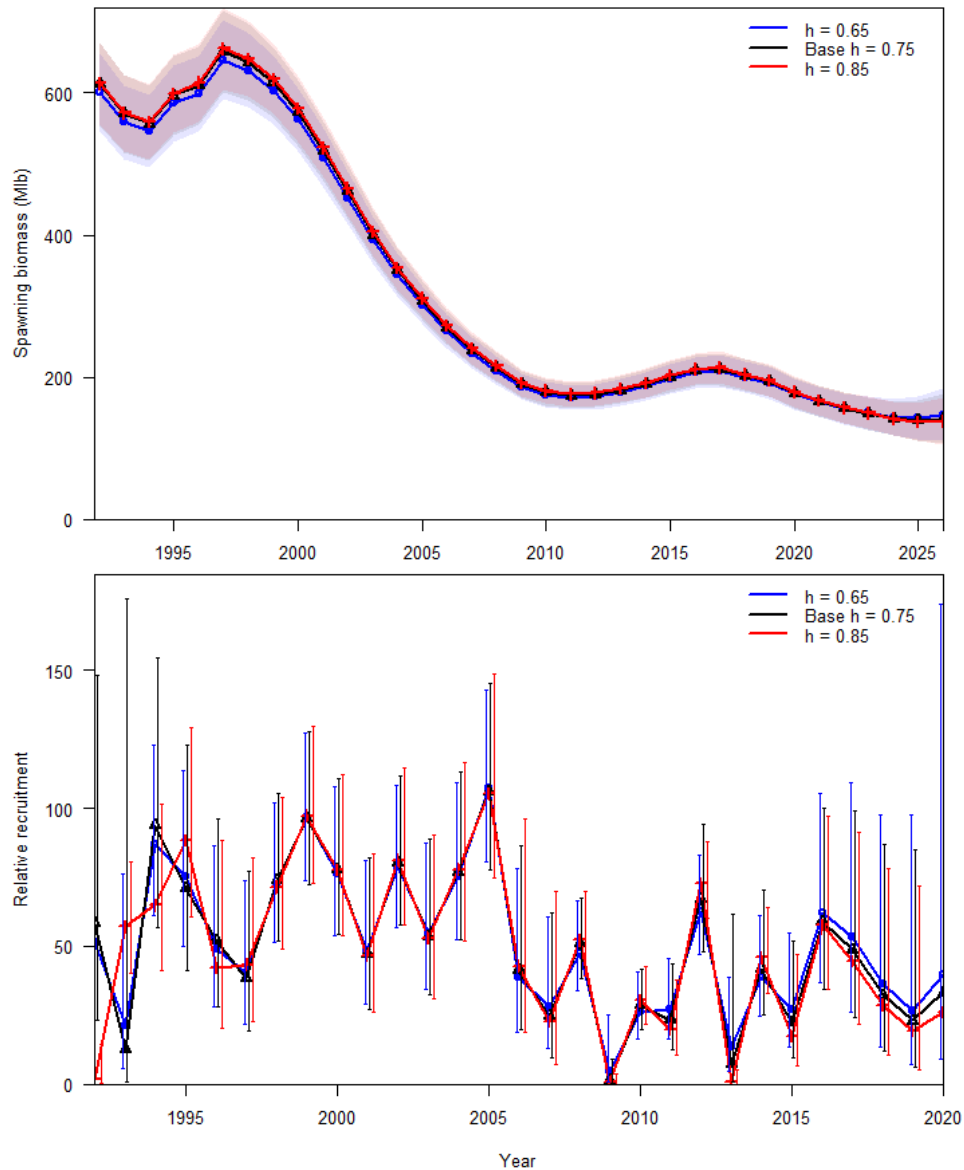 h = 0.65
Base h = 0.75
h = 0.85
Spawning biomass (Mlb)
600
400
200
0
1995 2000 2005 2010 2015 2020 2025
h = 0.65
Base h = 0.75
h = 0.85
Relative recruitment
150
100
50
0
1995 2000 2005 2010 2015 2020
Year